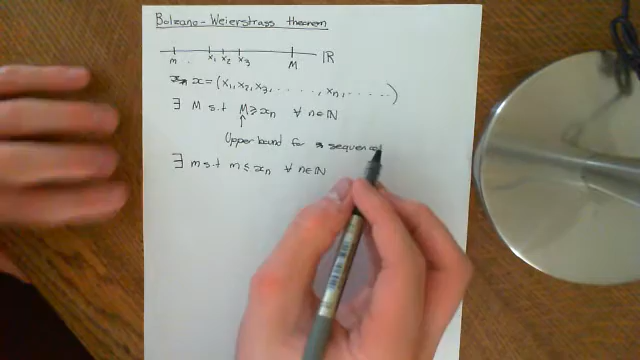 Bolzano-Weierstrass theorem
m x₁ x₂ x₃ M ℝ
x = (x₁, x₂, x₃, . . . . . , xₙ, . . . . .)
∃ M s.t M ≥ xₙ ∀ n∈ℕ
Upper bound for sequence
∃ m s.t m ≤ xₙ ∀ n∈ℕ